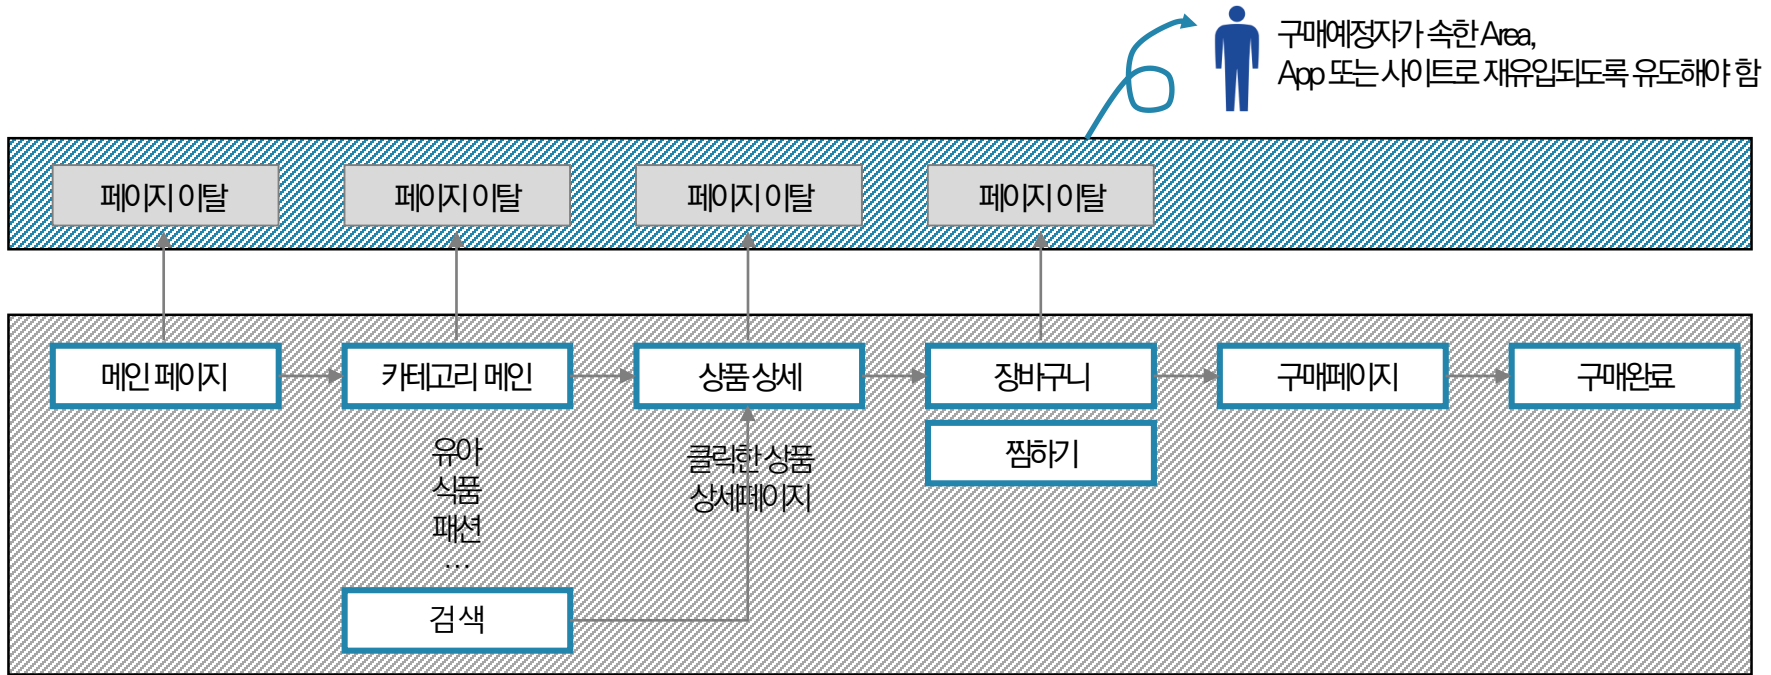 구매예정자가 속한 Area,
App 또는 사이트로 재유입되도록 유도해야 함
페이지 이탈
페이지 이탈
페이지 이탈
페이지 이탈
메인 페이지
카테고리 메인
상품 상세
장바구니
구매페이지
구매완료
찜하기
유아
식품
패션
…
클릭한 상품
상세페이지
검색